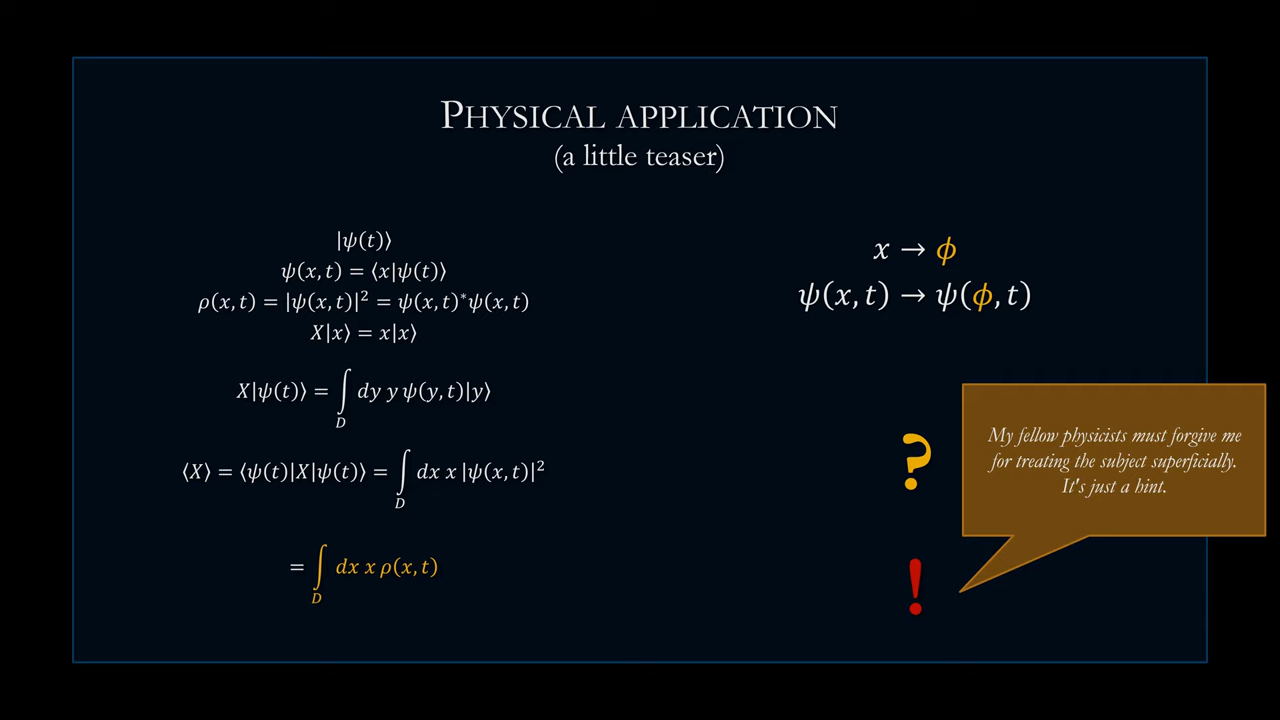 PHYSICAL APPLICATION
(a little teaser)
|ψ(t)⟩
ψ(x, t) = ⟨x|ψ(t)⟩
ρ(x, t) = |ψ(x, t)|² = ψ(x, t)*ψ(x, t)
X|x⟩ = x|x⟩
X|ψ(t)⟩ = ∫_D dy y ψ(y, t)|y⟩
⟨X⟩ = ⟨ψ(t)|X|ψ(t)⟩ = ∫_D dx x |ψ(x, t)|²
= ∫_D dx x ρ(x, t)
x → ϕ
ψ(x, t) → ψ(ϕ, t)
?
!
My fellow physicists must forgive me
for treating the subject superficially.
It's just a hint.